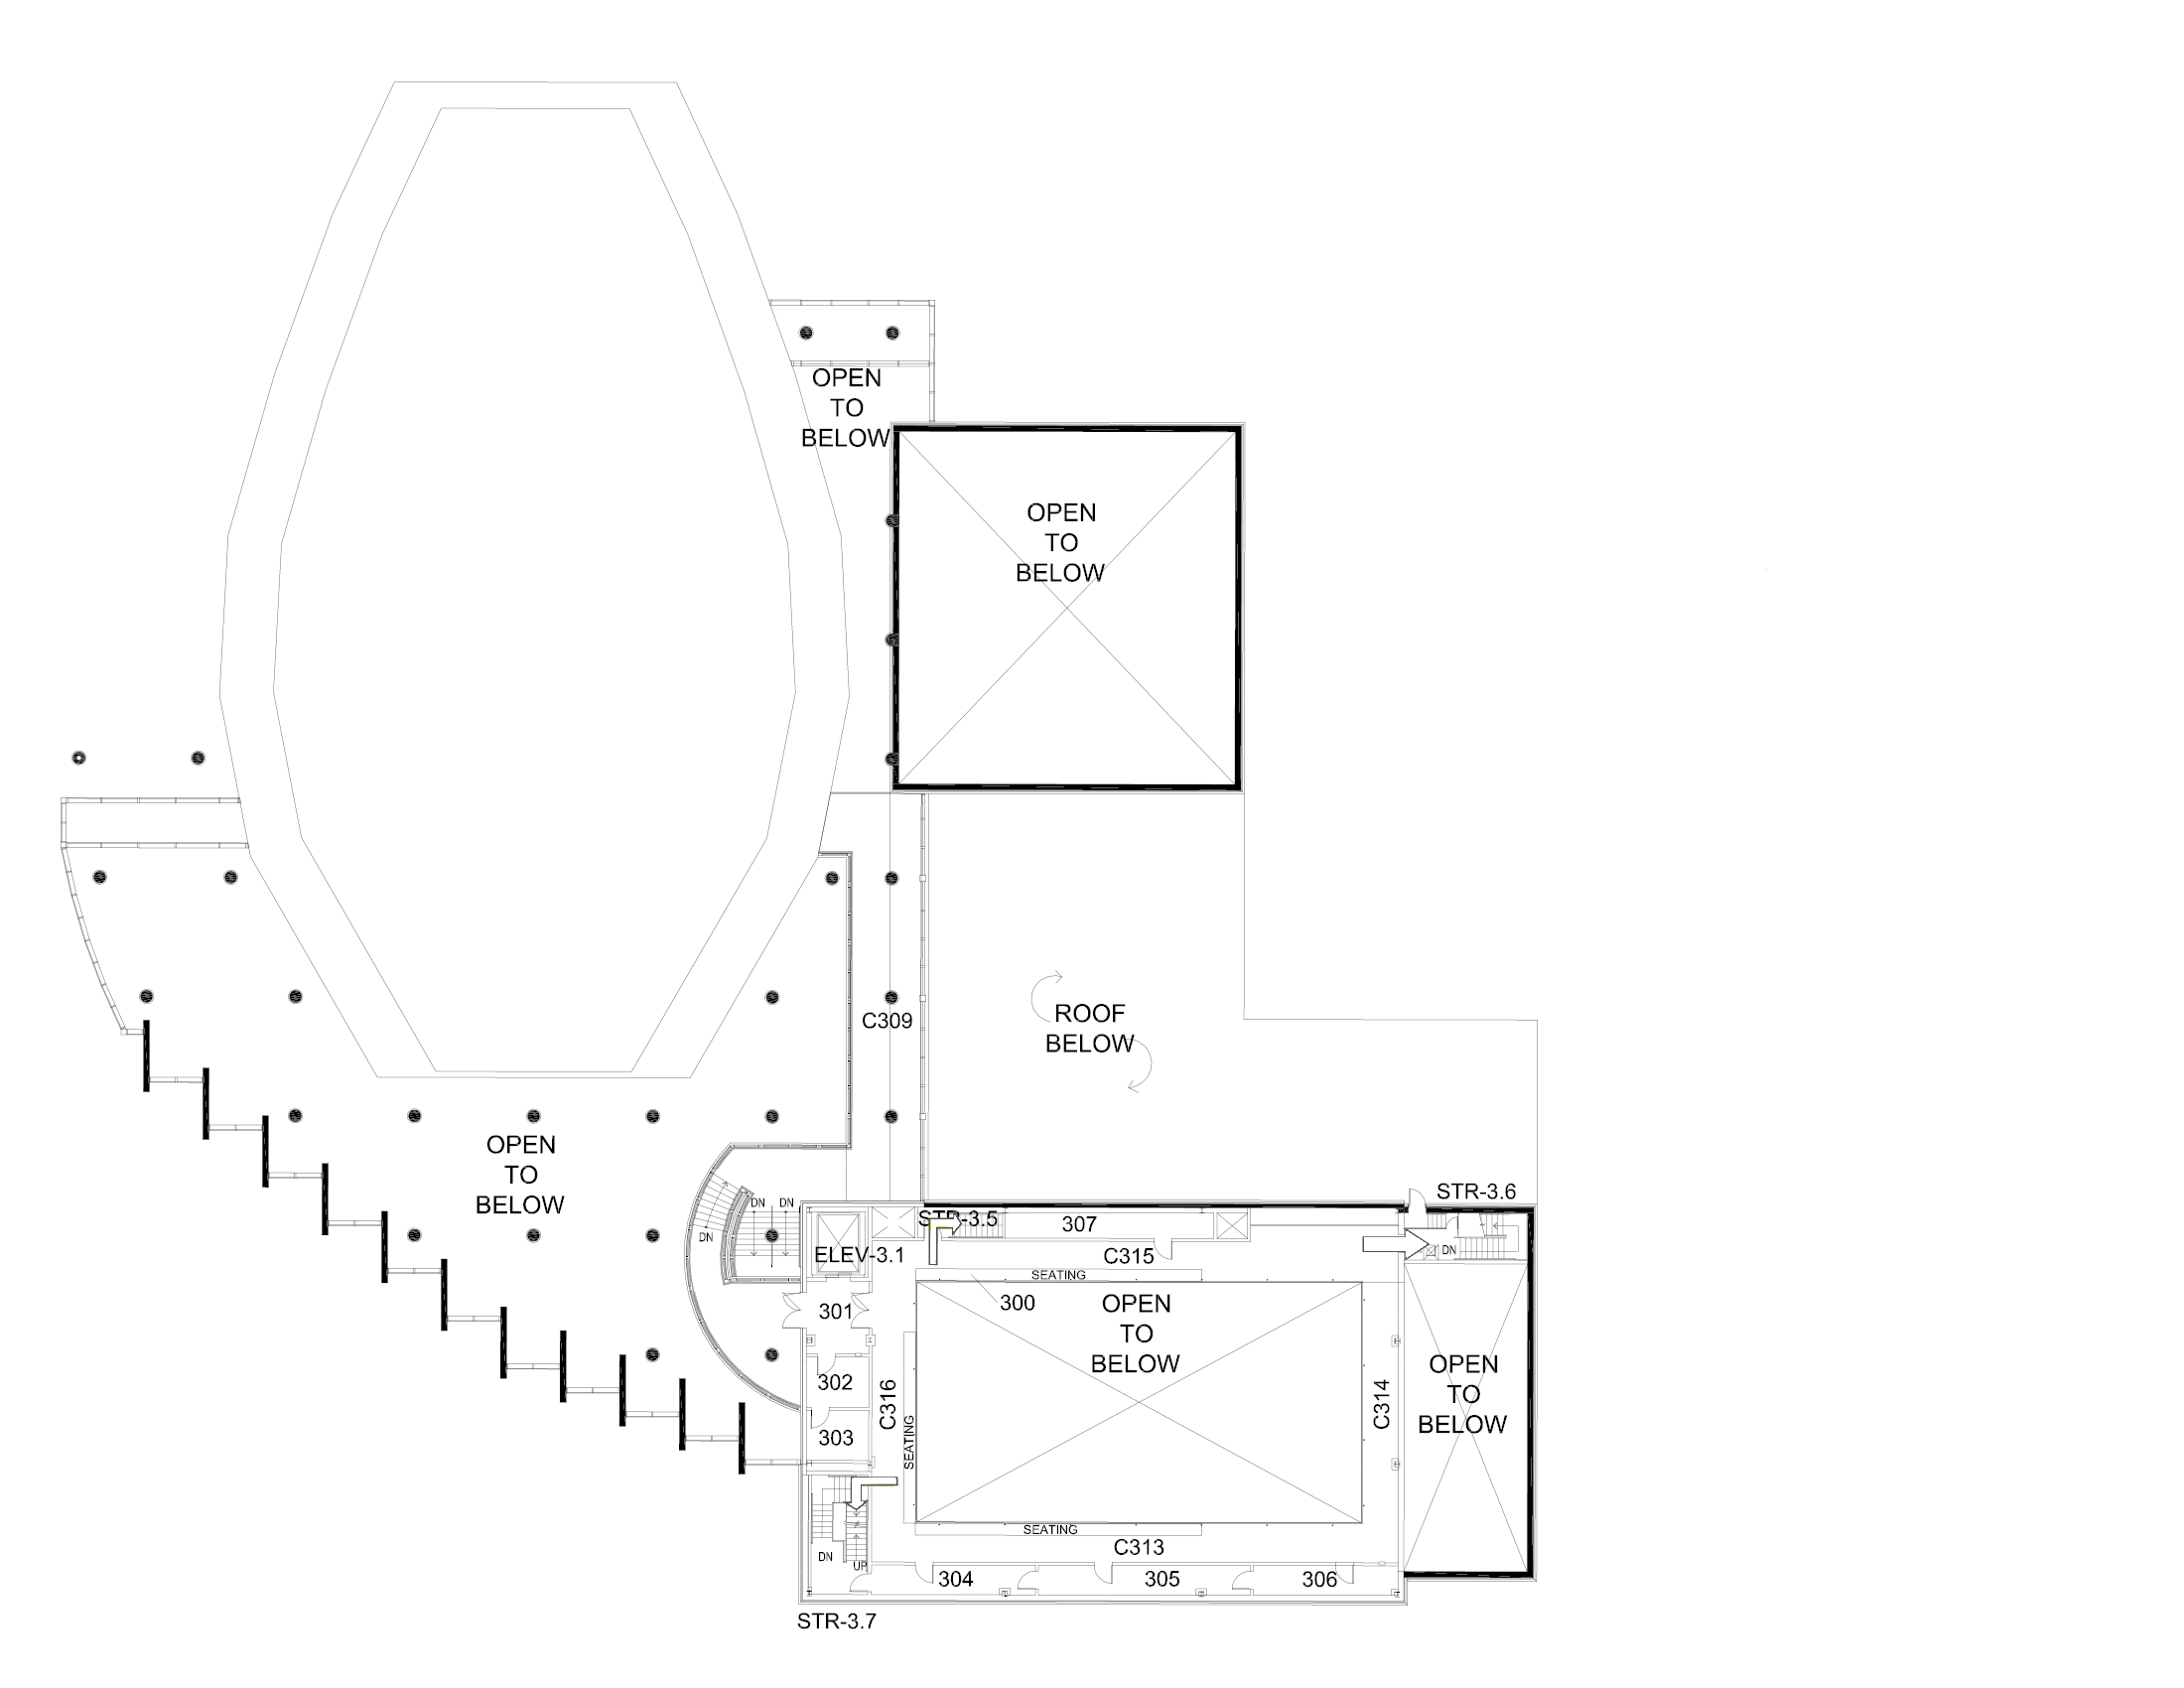 OPEN
TO
BELOW
OPEN
TO
BELOW
C309
ROOF
BELOW
OPEN
TO
BELOW
DN
DN
DN
STR-3.5
307
STR-3.6
ELEV-3.1
C315
DN
SEATING
301
300
OPEN
TO
BELOW
OPEN
TO
BELOW
302
C316
C314
303
SEATING
SEATING
C313
DN
UP
304
305
306
STR-3.7